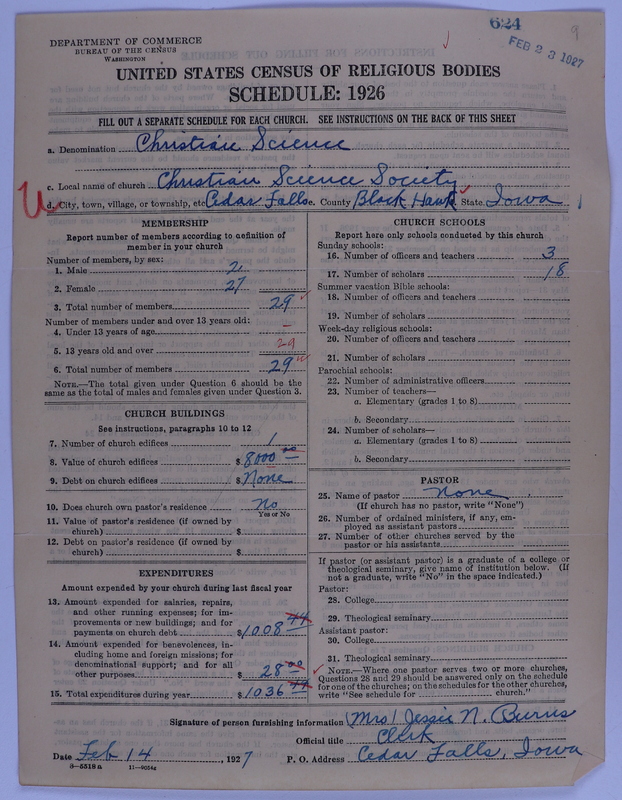 624
9
FEB 23 1927
DEPARTMENT OF COMMERCE
BUREAU OF THE CENSUS
WASHINGTON
UNITED STATES CENSUS OF RELIGIOUS BODIES
SCHEDULE: 1926
FILL OUT A SEPARATE SCHEDULE FOR EACH CHURCH. SEE INSTRUCTIONS ON THE BACK OF THIS SHEET
a. Denomination Christian Science
c. Local name of church Christian Science Society
d. City, town, village, or township, etc Cedar Falls e. County Black Hawk State Iowa
MEMBERSHIP
Report number of members according to definition of
member in your church
Number of members, by sex:
1. Male 2
2. Female 27
3. Total number of members 29
Number of members under and over 13 years old:
4. Under 13 years of age –
5. 13 years old and over 29
6. Total number of members 29
NOTE.—The total given under Question 6 should be the
same as the total of males and females given under Question 3.
CHURCH BUILDINGS
See instructions, paragraphs 10 to 12
7. Number of church edifices 1
8. Value of church edifices $ 8000 00
9. Debt on church edifices $ None
10. Does church own pastor's residence No
Yes or No
11. Value of pastor's residence (if owned by
church) $
12. Debt on pastor's residence (if owned by
church) $
EXPENDITURES
Amount expended by your church during last fiscal year
13. Amount expended for salaries, repairs,
and other running expenses; for im-
provements or new buildings; and for
payments on church debt $ 1008 44
14. Amount expended for benevolences, in-
cluding home and foreign missions; for
denominational support; and for all
other purposes $ 28 00
15. Total expenditures during year $ 1036 44
CHURCH SCHOOLS
Report here only schools conducted by this church
Sunday schools:
16. Number of officers and teachers 3
17. Number of scholars 18
Summer vacation Bible schools:
18. Number of officers and teachers
19. Number of scholars
Week-day religious schools:
20. Number of officers and teachers
21. Number of scholars
Parochial schools:
22. Number of administrative officers
23. Number of teachers—
a. Elementary (grades 1 to 8)
b. Secondary
24. Number of scholars—
a. Elementary (grades 1 to 8)
b. Secondary
PASTOR
25. Name of pastor none
(If church has no pastor, write "None")
26. Number of ordained ministers, if any, em-
ployed as assistant pastors
27. Number of other churches served by the
pastor or his assistants
If pastor (or assistant pastor) is a graduate of a college or
theological seminary, give name of institution below. (If
not a graduate, write "No" in the space indicated.)
Pastor:
28. College
29. Theological seminary
Assistant pastor:
30. College
31. Theological seminary
NOTE.—Where one pastor serves two or more churches,
Questions 28 and 29 should be answered only on the schedule
for one of the churches; on the schedules for the other churches,
write "See schedule for church."
Signature of person furnishing information (Mrs) Jessie N. Burns
Official title Clerk
Date Feb 14, 1927 P. O. Address Cedar Falls, Iowa
8—5518 a 11—9054c